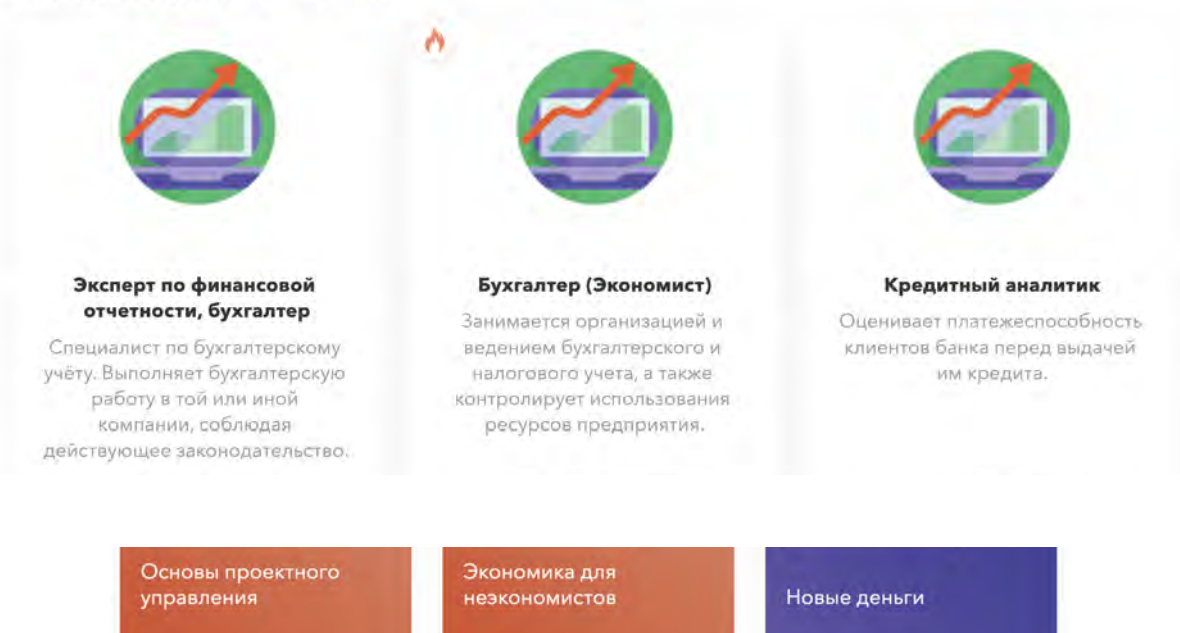 Эксперт по финансовой
отчетности, бухгалтер
Специалист по бухгалтерскому
учёту. Выполняет бухгалтерскую
работу в той или иной
компании, соблюдая
действующее законодательство.
Бухгалтер (Экономист)
Занимается организацией и
ведением бухгалтерского и
налогового учета, а также
контролирует использования
ресурсов предприятия.
Кредитный аналитик
Оценивает платежеспособность
клиентов банка перед выдачей
им кредита.
Основы проектного
управления
Экономика для
неэкономистов
Новые деньги